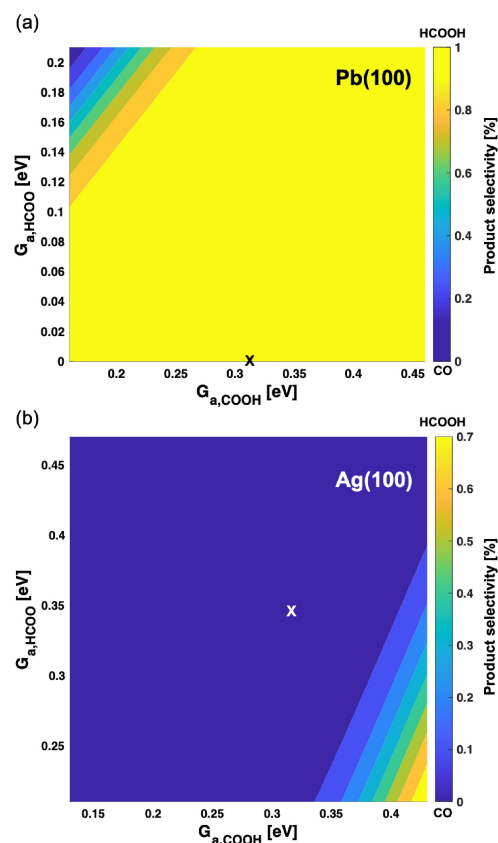 (a)
HCOOH
Pb(100)
0.2
0.18
0.16
0.14
0.12
0.1
0.08
0.06
0.04
0.02
0
G_a,HCOO [eV]
X
0.2
0.25
0.3
0.35
0.4
0.45
G_a,COOH [eV]
1
0.8
0.6
0.4
0.2
0
CO
Product selectivity [%]
(b)
HCOOH
Ag(100)
0.45
0.4
0.35
0.3
0.25
G_a,HCOO [eV]
X
0.15
0.2
0.25
0.3
0.35
0.4
G_a,COOH [eV]
0.7
0.6
0.5
0.4
0.3
0.2
0.1
0
CO
Product selectivity [%]